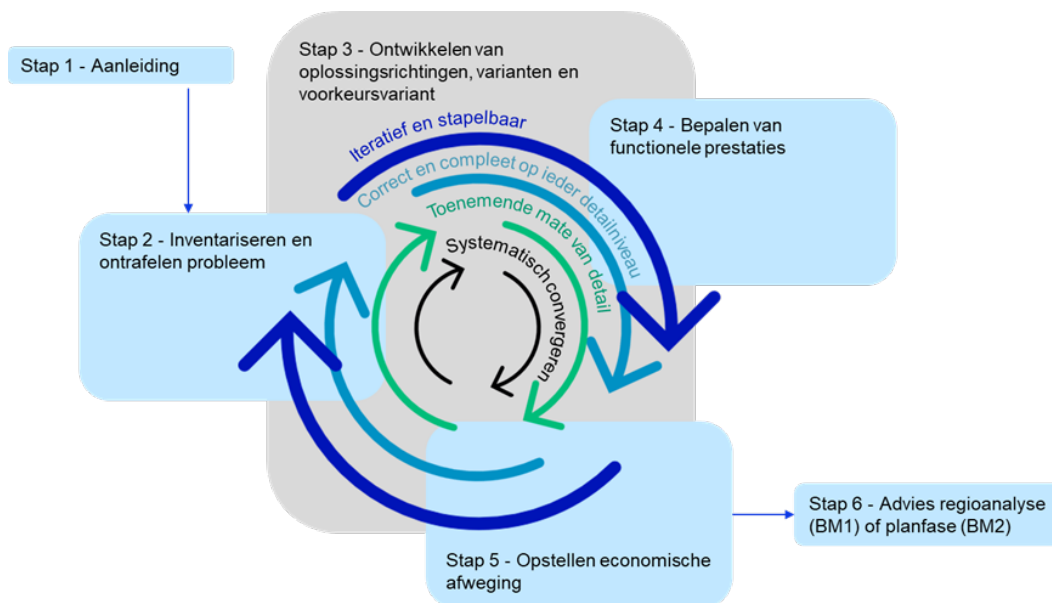 Stap 1 - Aanleiding
Stap 3 - Ontwikkelen van
oplossingsrichtingen, varianten en
voorkeursvariant
Stap 4 - Bepalen van
functionele prestaties
Stap 2 - Inventariseren en
ontrafelen probleem
Iteratief en stapelbaar
Correct en compleet op ieder detailniveau
Toenemende mate van detail
Systematisch convergeren
Stap 5 - Opstellen economische
afweging
Stap 6 - Advies regioanalyse
(BM1) of planfase (BM2)